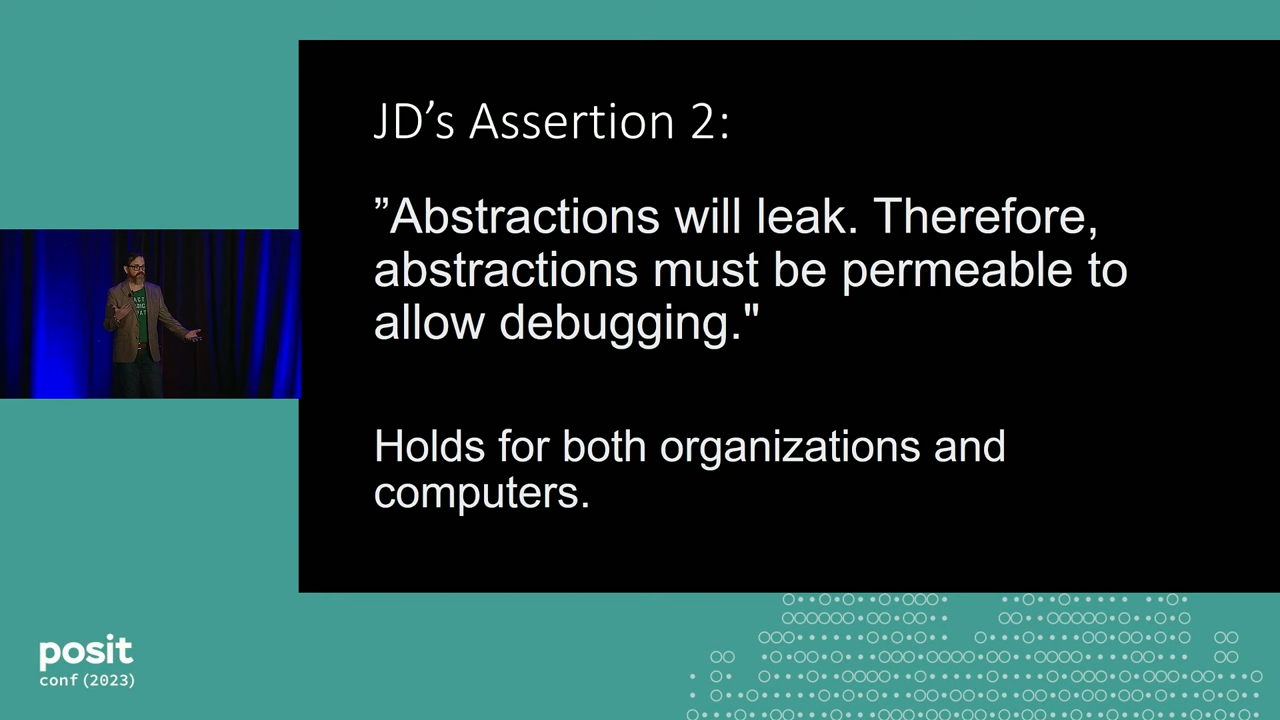 JD’s Assertion 2:
”Abstractions will leak. Therefore,
abstractions must be permeable to
allow debugging."
Holds for both organizations and
computers.
posit
conf(2023)